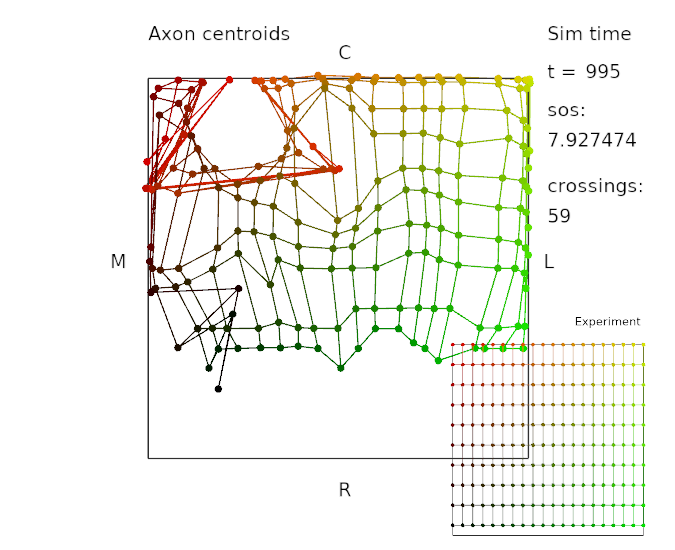 Axon centroids
Sim time
C
t = 995
sos:
7.927474
crossings:
59
M
L
Experiment
R